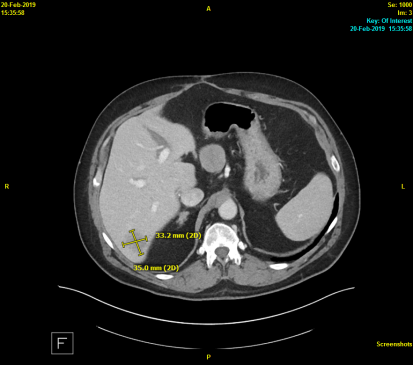 20-Feb-2019
15:35:58
A
Se: 1000
Im: 3
Key: Of Interest
20-Feb-2019 15:35:58
R
L
33.2 mm (2D)
35.0 mm (2D)
F
P
Screenshots